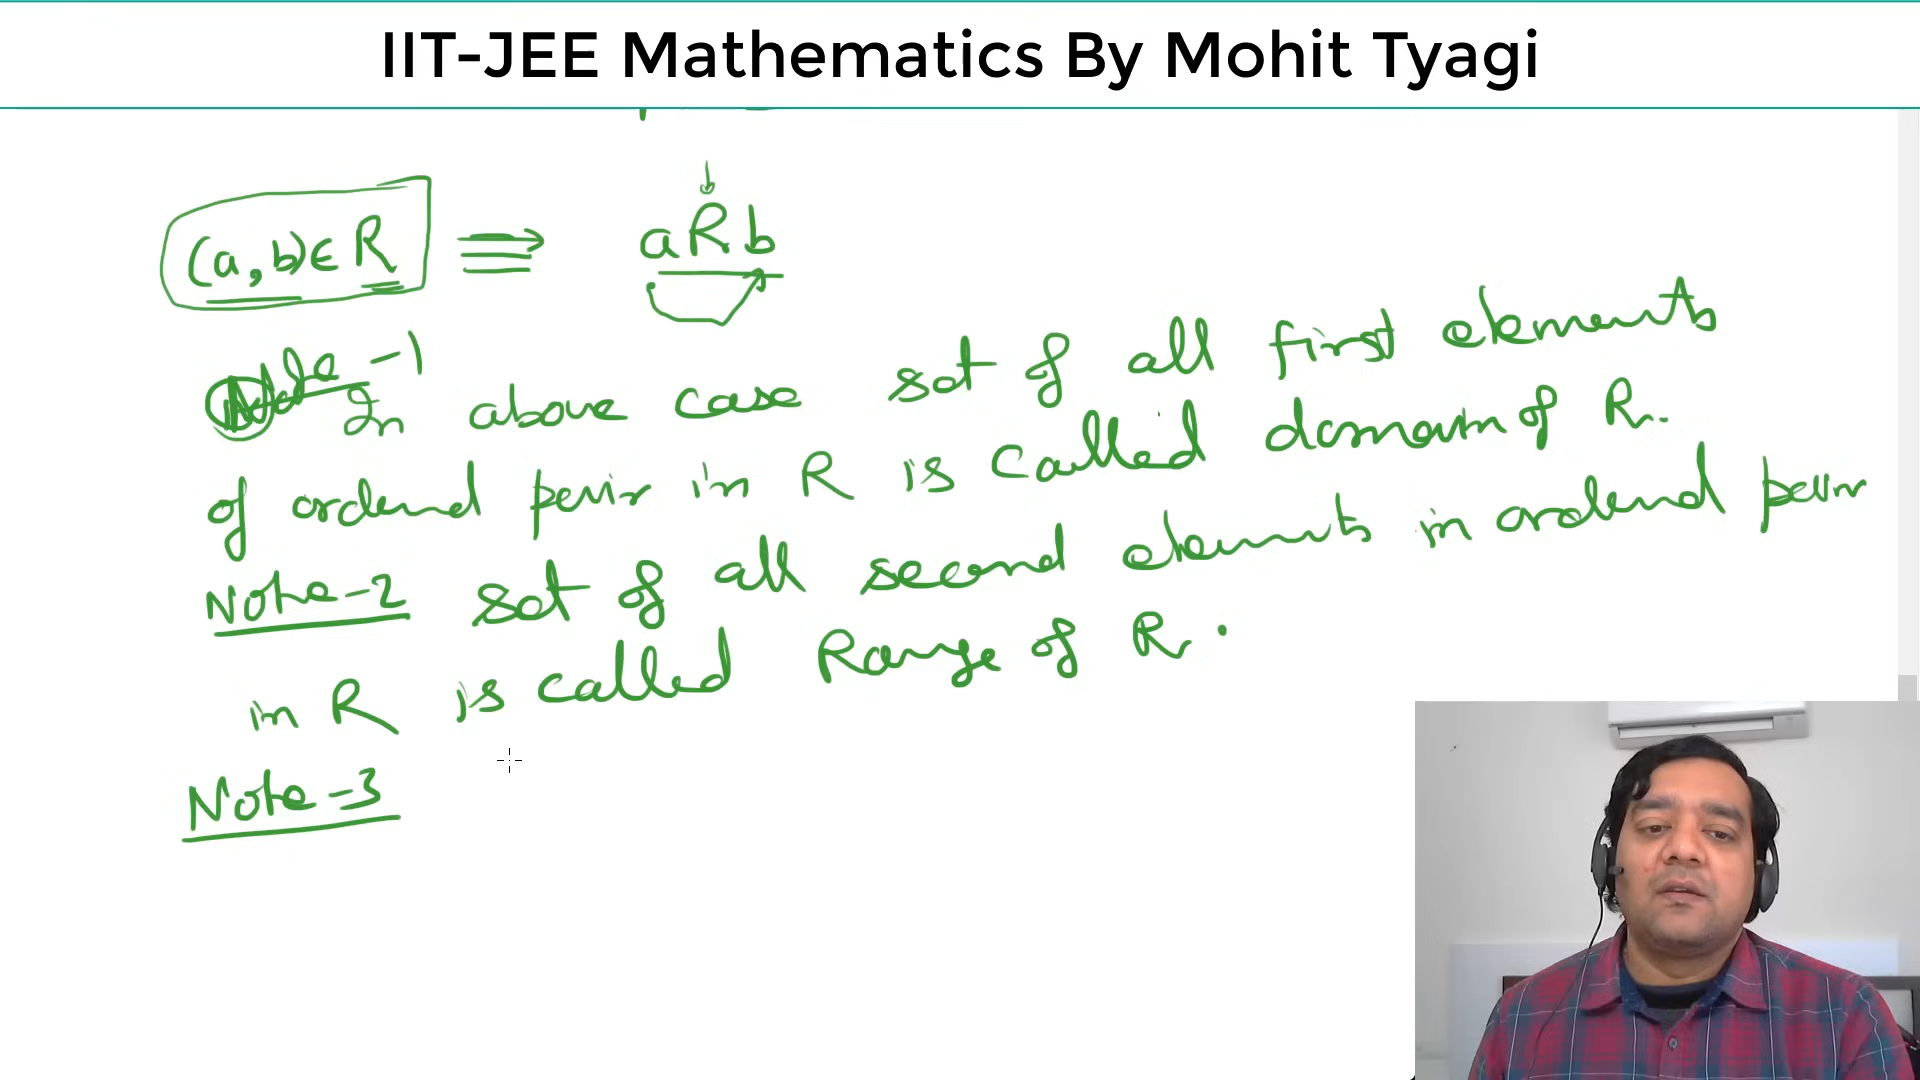 IIT-JEE Mathematics By Mohit Tyagi
(a,b)∈R ≡ aRb
Note-1
In above case set of all first elements
of ordered pair in R is called domain of R.
Note-2 set of all second elements in ordered pair
in R is called Range of R.
Note-3